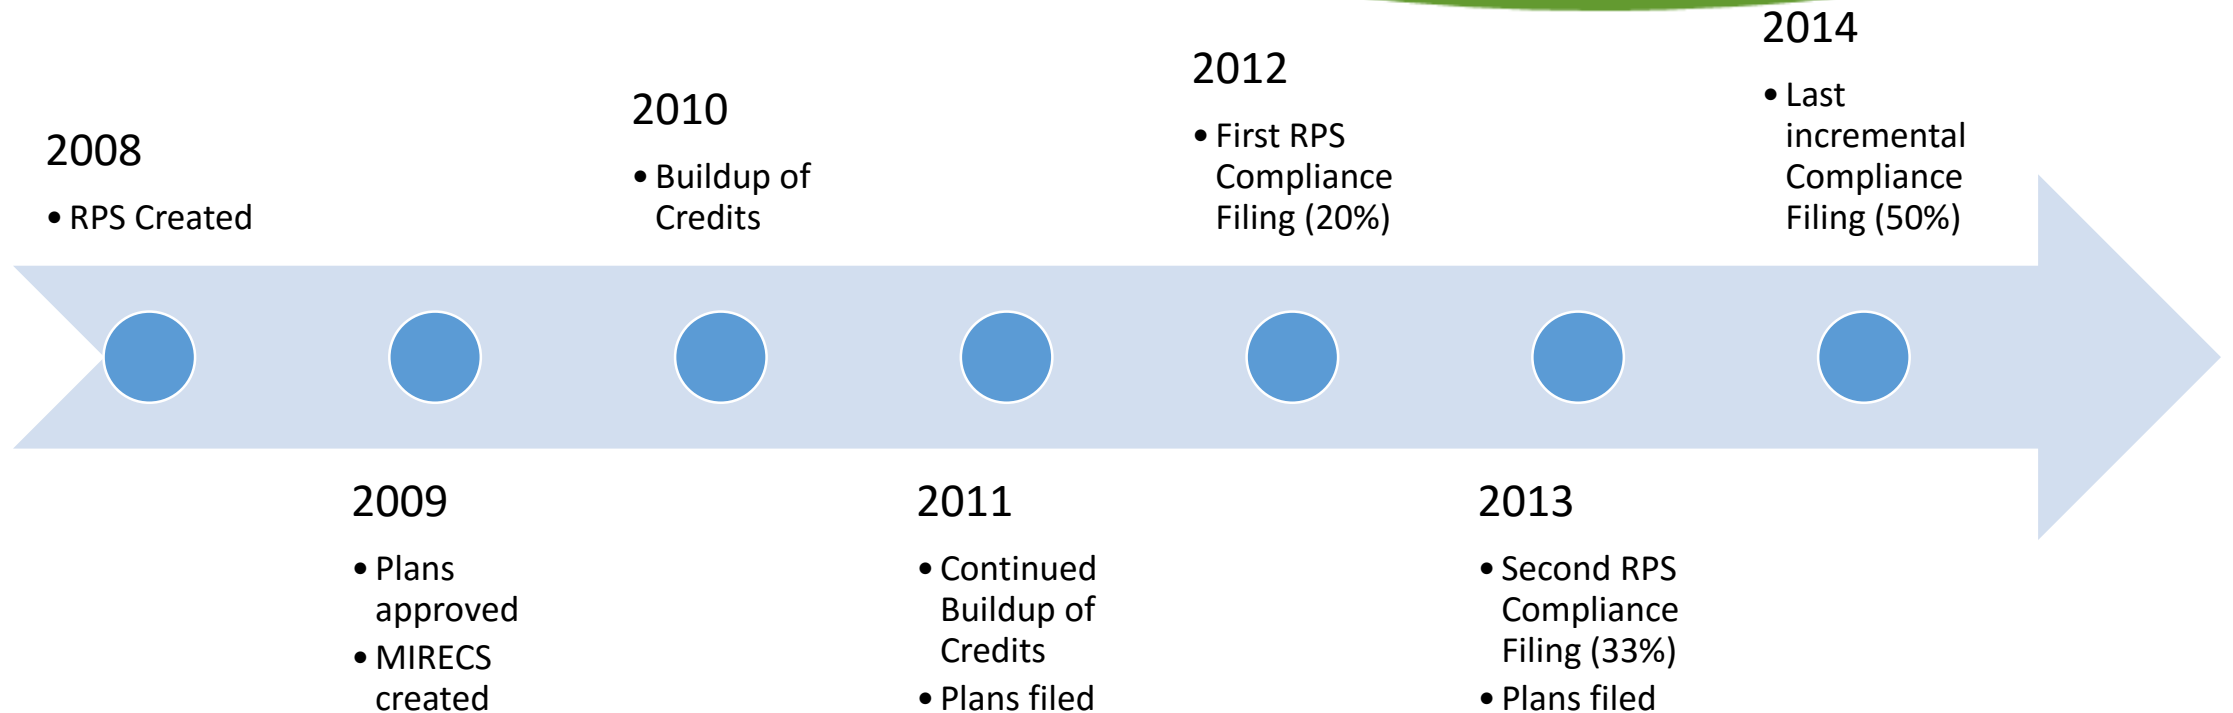 2008
• RPS Created
2009
• Plans
approved
• MIRECS
created
2010
• Buildup of
Credits
2011
• Continued
Buildup of
Credits
• Plans filed
2012
• First RPS
Compliance
Filing (20%)
2013
• Second RPS
Compliance
Filing (33%)
• Plans filed
2014
• Last
incremental
Compliance
Filing (50%)